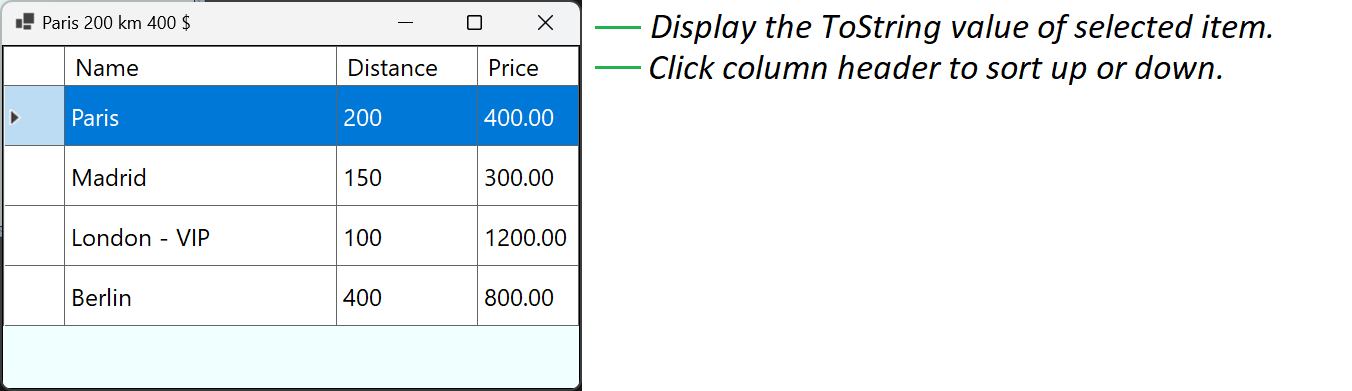 Paris 200 km 400 $
Display the ToString value of selected item.
Click column header to sort up or down.
Name Distance Price
Paris 200 400.00
Madrid 150 300.00
London - VIP 100 1200.00
Berlin 400 800.00